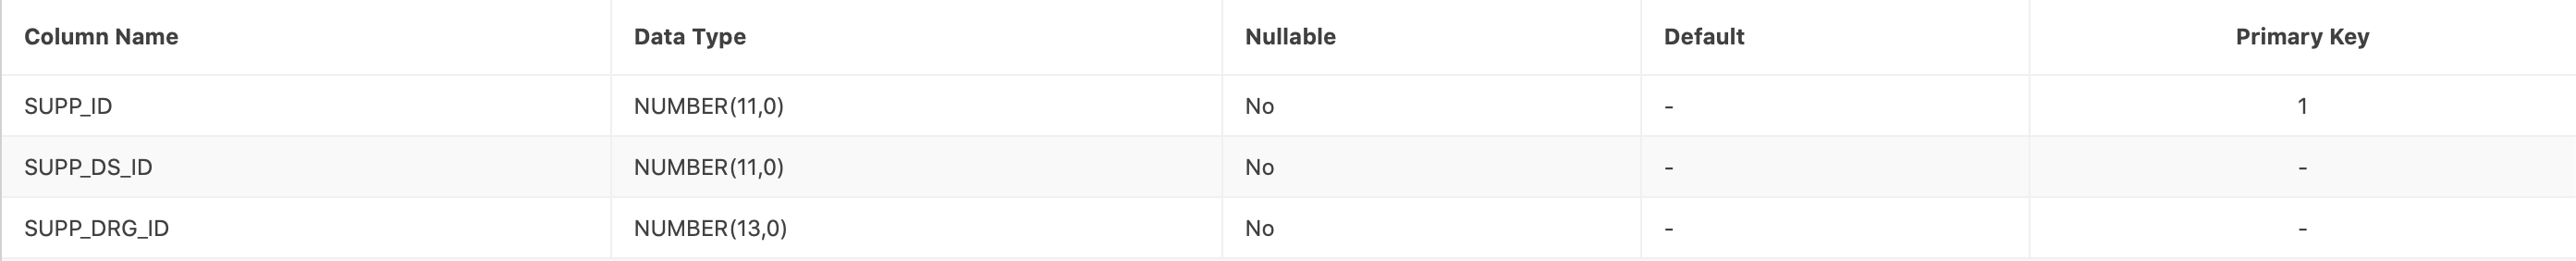 Column Name Data Type Nullable Default Primary Key
SUPP_ID NUMBER(11,0) No - 1
SUPP_DS_ID NUMBER(11,0) No - -
SUPP_DRG_ID NUMBER(13,0) No - -